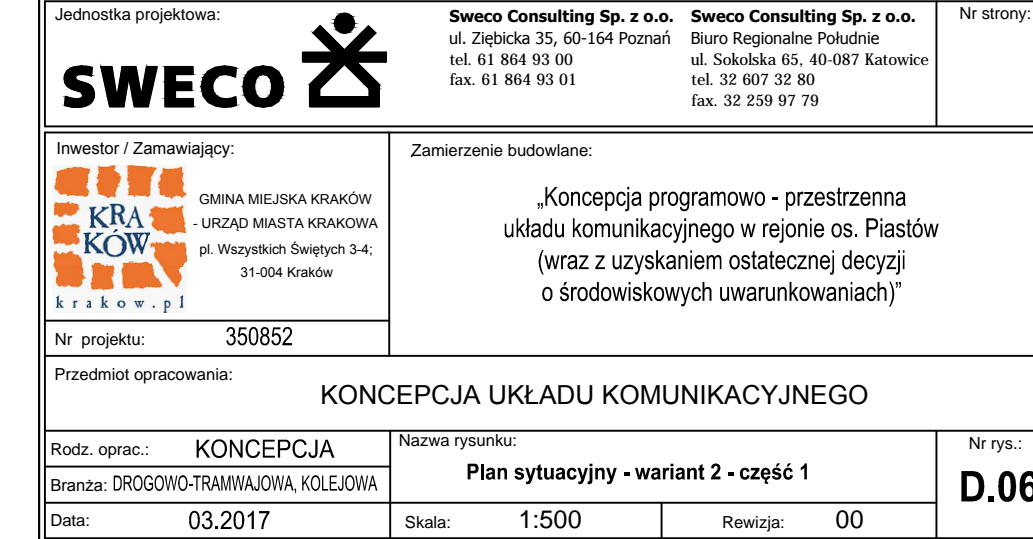 Jednostka projektowa:
SWECO
Sweco Consulting Sp. z o.o.
ul. Ziębicka 35, 60-164 Poznań
tel. 61 864 93 00
fax. 61 864 93 01
Sweco Consulting Sp. z o.o.
Biuro Regionalne Południe
ul. Sokolska 65, 40-087 Katowice
tel. 32 607 32 80
fax. 32 259 97 79
Nr strony:
Inwestor / Zamawiający:
KRA
KÓW
krakow.pl
GMINA MIEJSKA KRAKÓW
- URZĄD MIASTA KRAKOWA
pl. Wszystkich Świętych 3-4;
31-004 Kraków
Zamierzenie budowlane:
„Koncepcja programowo - przestrzenna
układu komunikacyjnego w rejonie os. Piastów
(wraz z uzyskaniem ostatecznej decyzji
o środowiskowych uwarunkowaniach)”
Nr projektu: 350852
Przedmiot opracowania:
KONCEPCJA UKŁADU KOMUNIKACYJNEGO
Rodz. oprac.: KONCEPCJA
Branża: DROGOWO-TRAMWAJOWA, KOLEJOWA
Data: 03.2017
Nazwa rysunku:
Plan sytuacyjny - wariant 2 - część 1
Skala: 1:500
Rewizja: 00
Nr rys.:
D.06